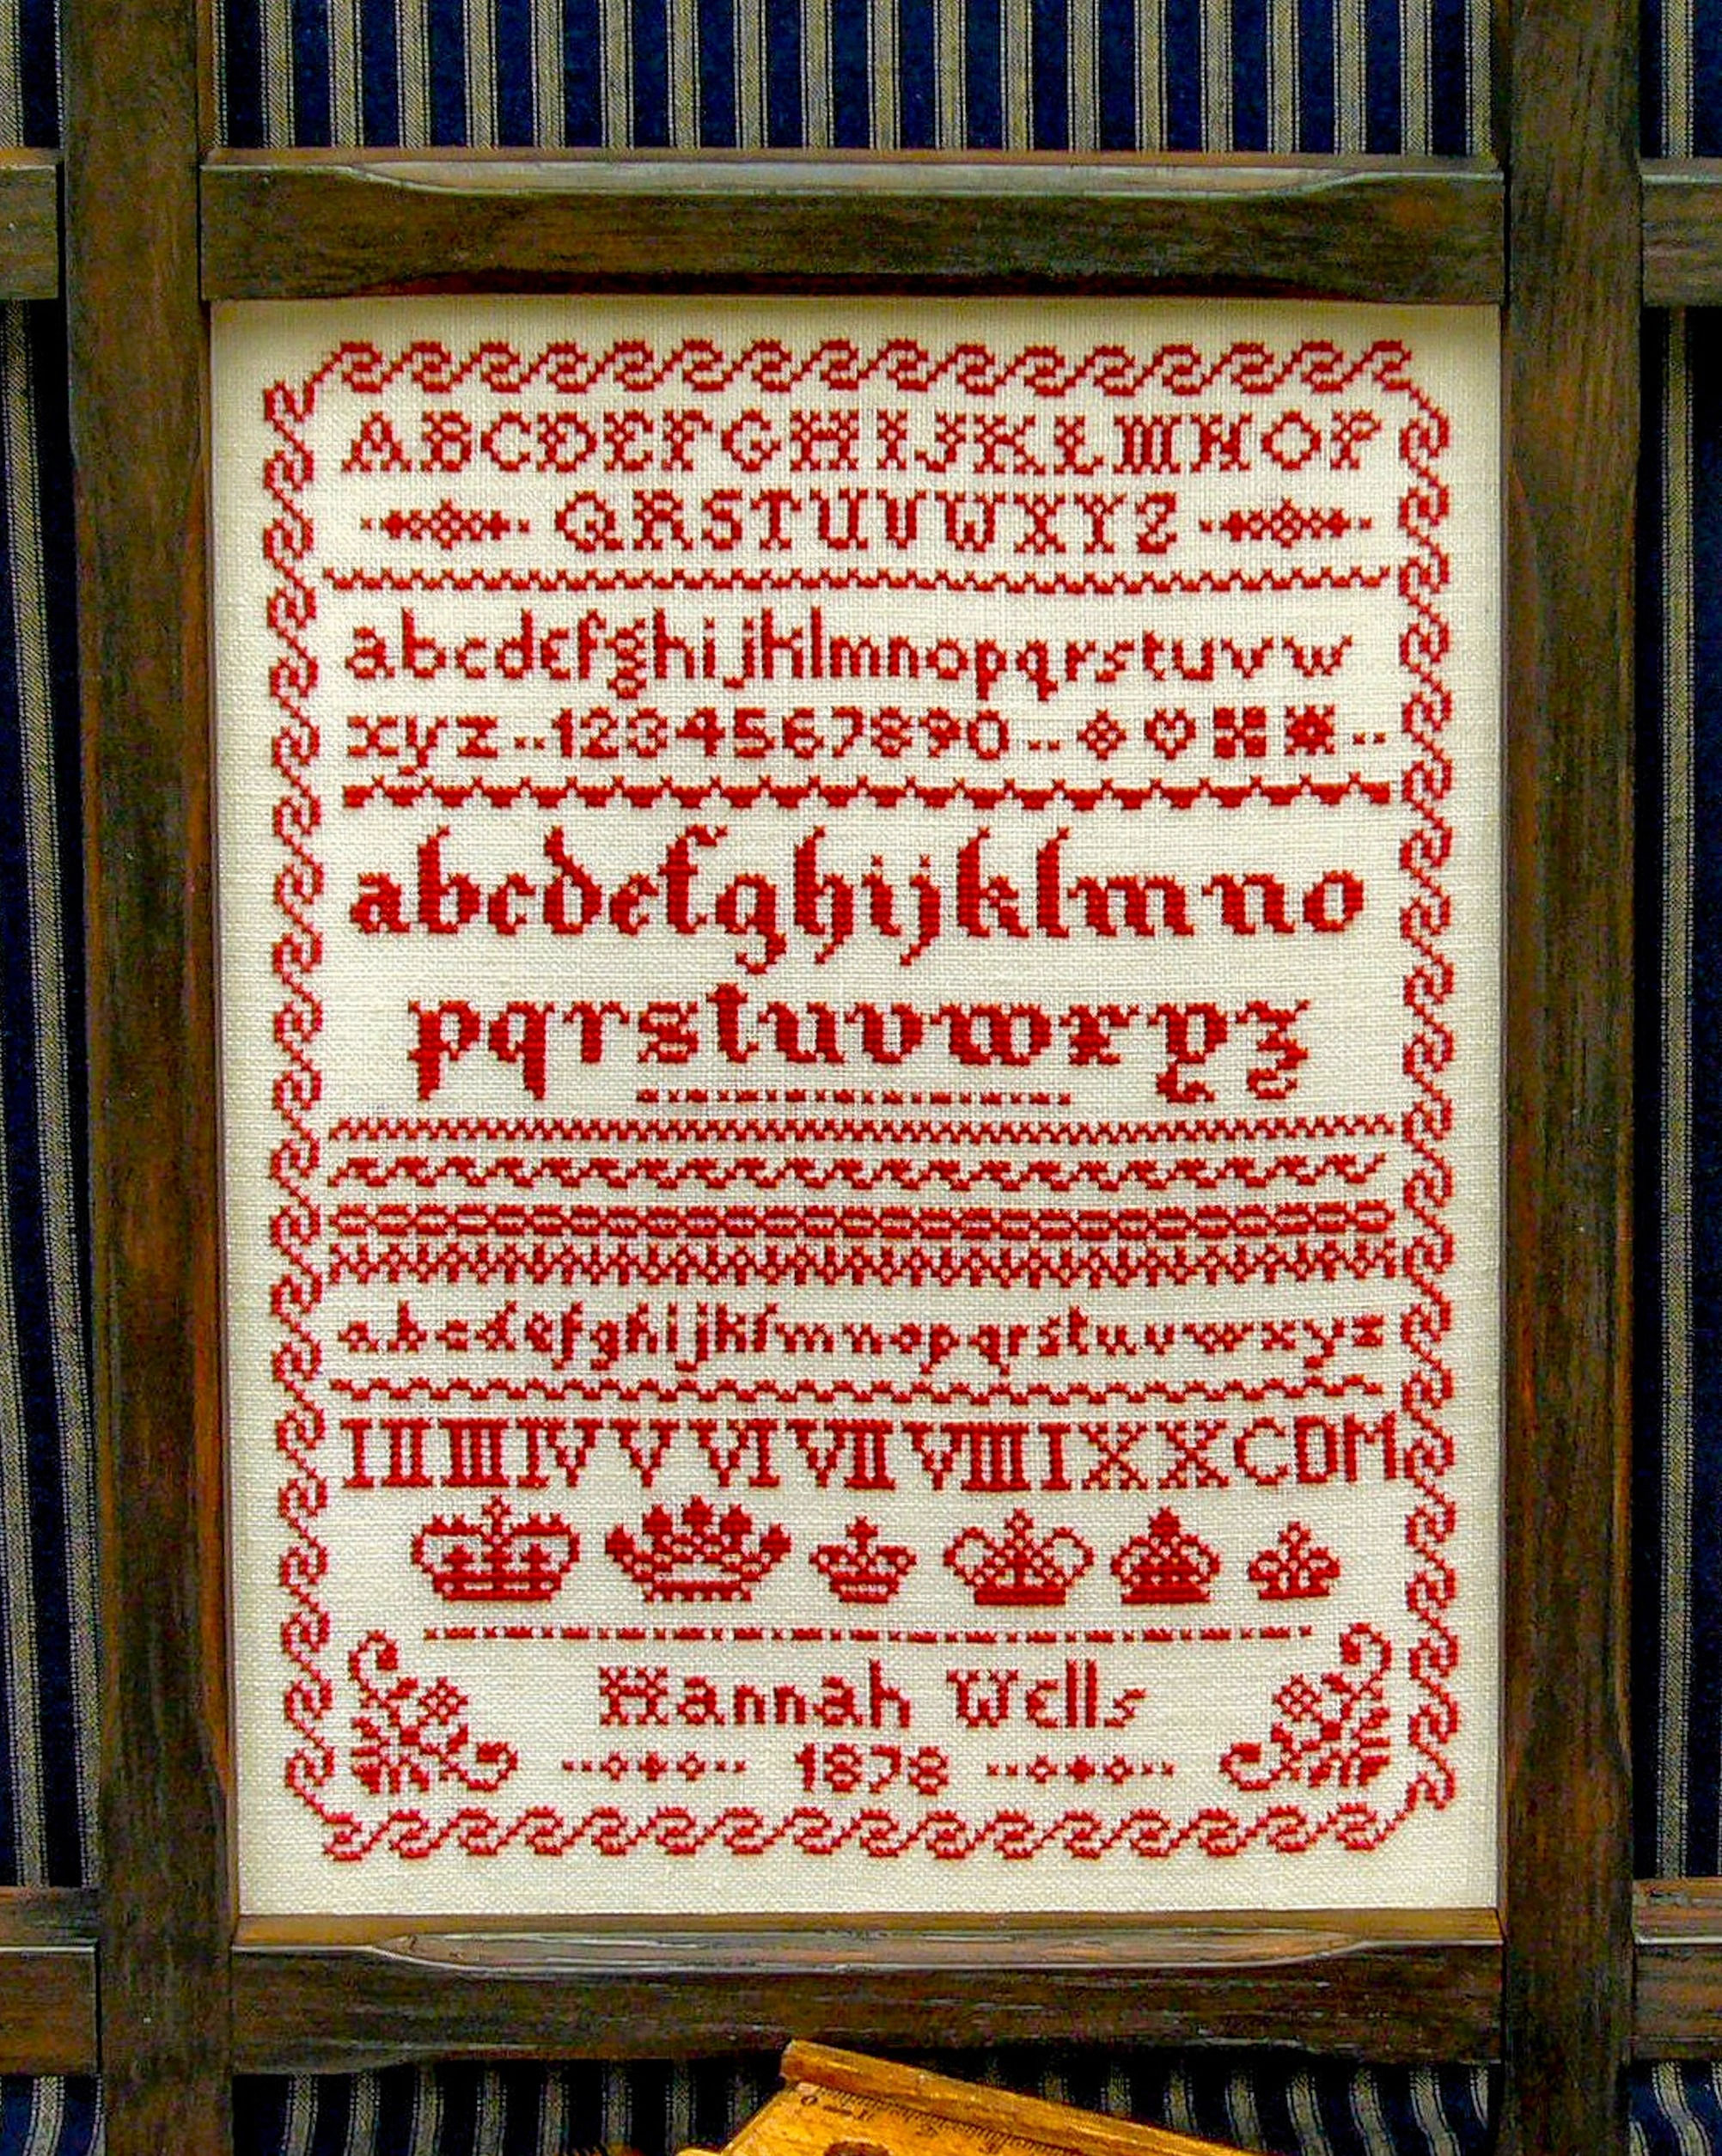 ABCDEFGHIJKLMNOP
QRSTUVWXYZ
abcdefghijklmnopqrstuvw
xyz··1234567890··
abcdefghijklmno
pqrstuvwxyz
abcdefghijklmnopqrstuvwxyz
I II III IV V VI VII VIII IX X C D M
Hannah Wells
1878